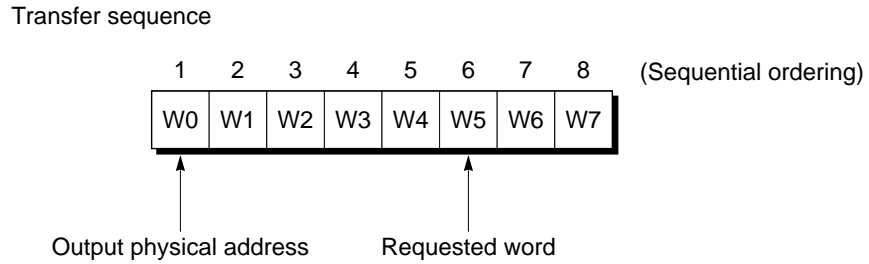 Transfer sequence
1 2 3 4 5 6 7 8 (Sequential ordering)
W0 W1 W2 W3 W4 W5 W6 W7
Output physical address Requested word